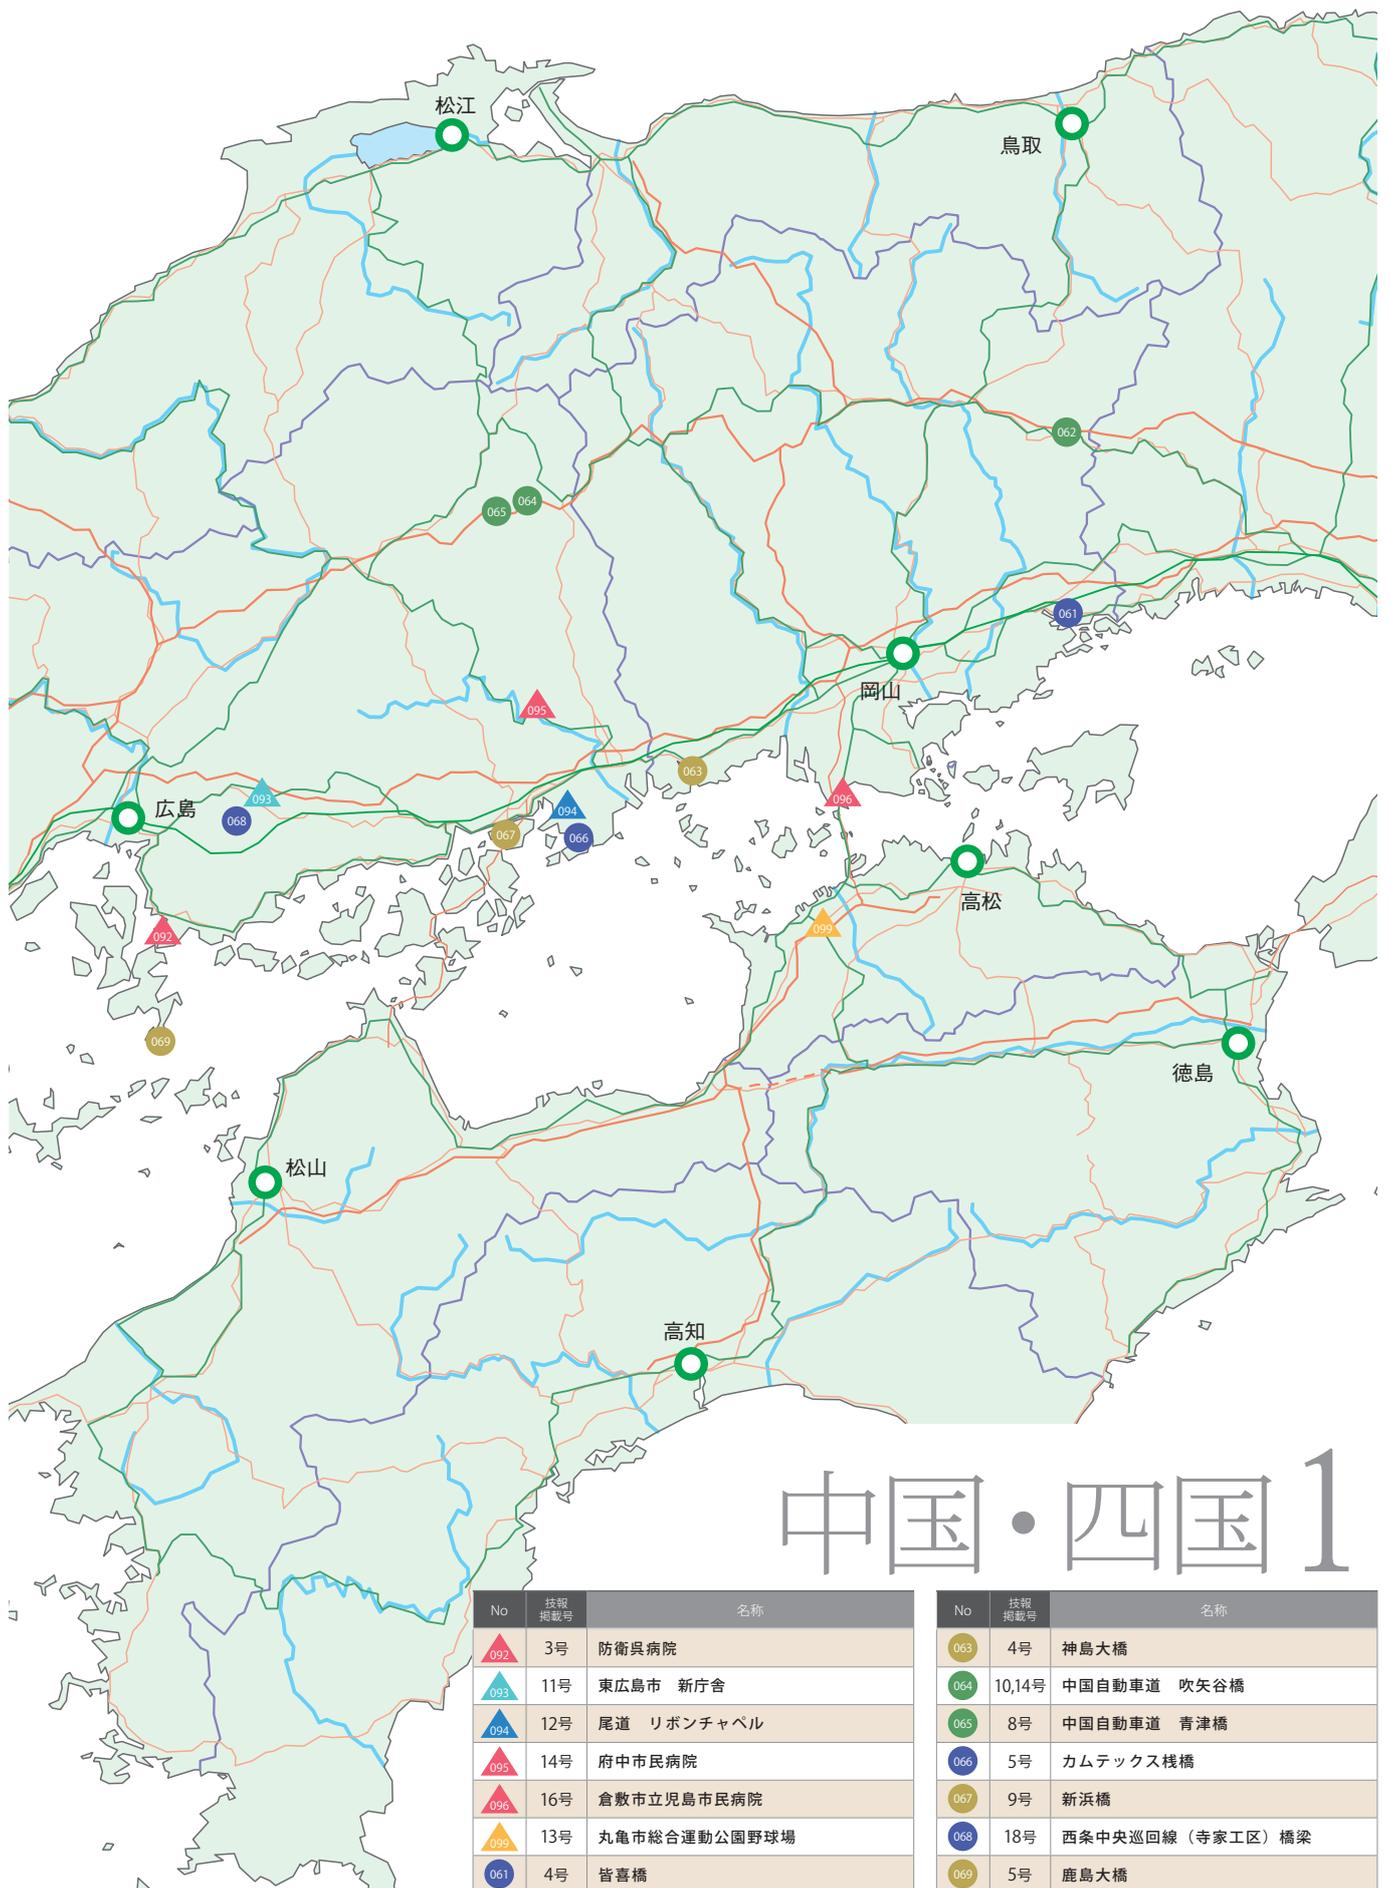 松江
鳥取
062
064
065
061
岡山
095
063
096
093
094
広島
068
067
066
高松
099
092
069
徳島
松山
高知
中国・四国 1
No 技報掲載号 名称
092 3号 防衛呉病院
093 11号 東広島市 新庁舎
094 12号 尾道 リボンチャペル
095 14号 府中市民病院
096 16号 倉敷市立児島市民病院
099 13号 丸亀市総合運動公園野球場
061 4号 皆喜橋
No 技報掲載号 名称
063 4号 神島大橋
064 10,14号 中国自動車道 吹矢谷橋
065 8号 中国自動車道 青津橋
066 5号 カムテックス桟橋
067 9号 新浜橋
068 18号 西条中央巡回線（寺家工区）橋梁
069 5号 鹿島大橋